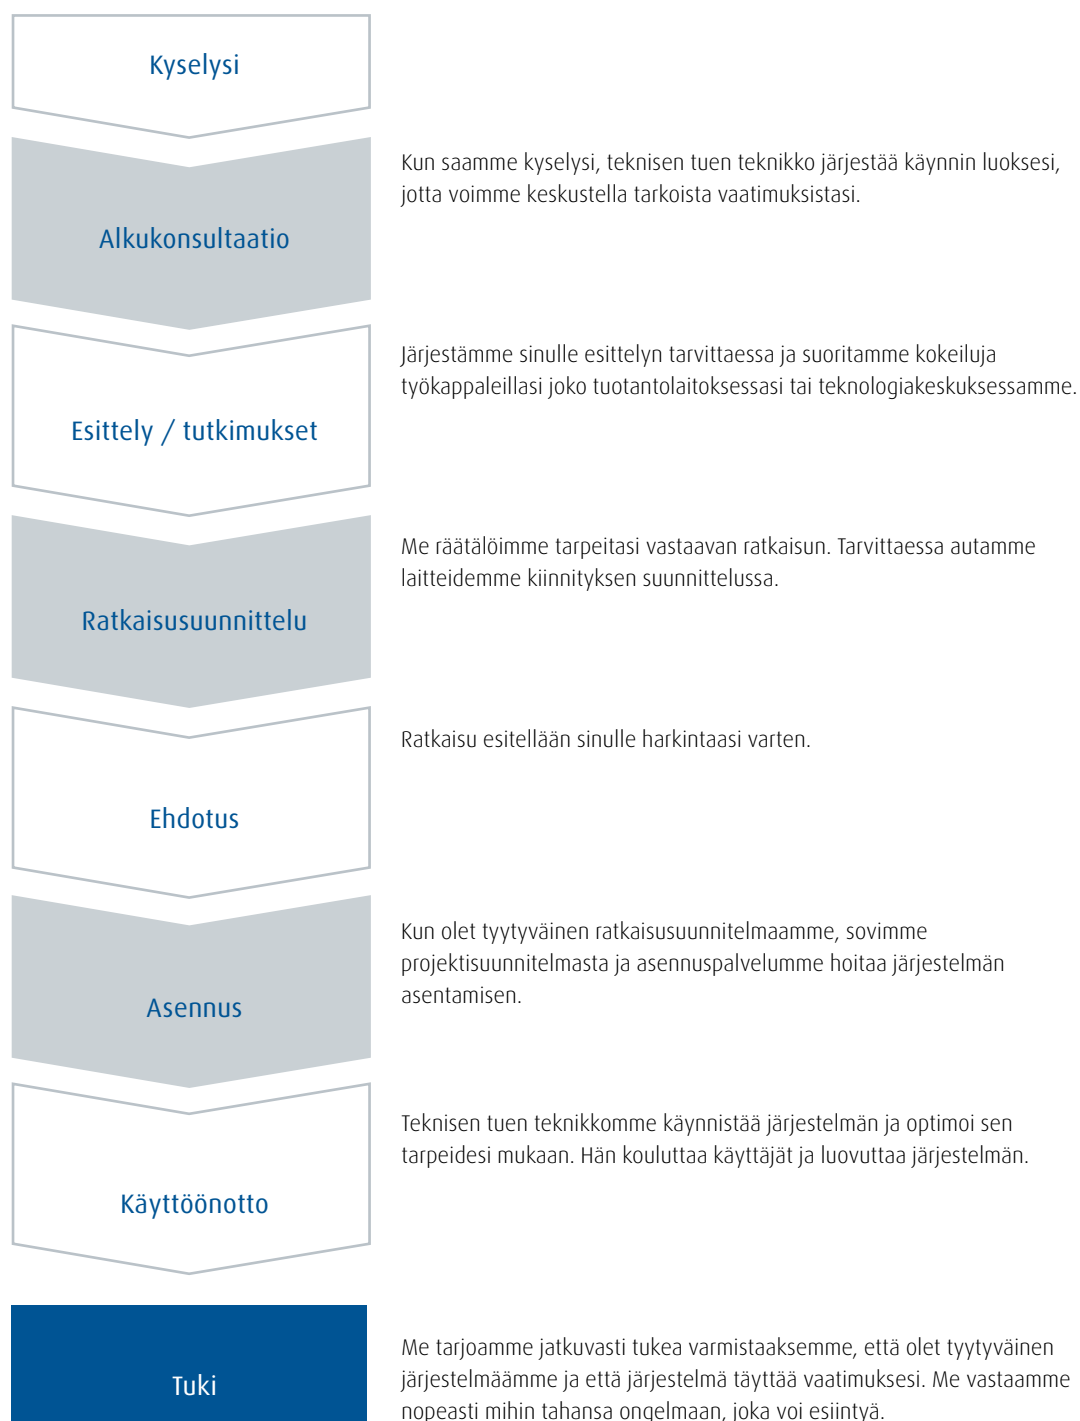 Kyselysi
Kun saamme kyselysi, teknisen tuen teknikko järjestää käynnin luoksesi,
jotta voimme keskustella tarkoista vaatimuksistasi.
Alkukonsultaatio
Järjestämme sinulle esittelyn tarvittaessa ja suoritamme kokeiluja
työkappaleillasi joko tuotantolaitoksessasi tai teknologiakeskuksessamme.
Esittely / tutkimukset
Me räätälöimme tarpeitasi vastaavan ratkaisun. Tarvittaessa autamme
laitteidemme kiinnityksen suunnittelussa.
Ratkaisusuunnittelu
Ratkaisu esitellään sinulle harkintaasi varten.
Ehdotus
Kun olet tyytyväinen ratkaisusuunnitelmaamme, sovimme
projektisuunnitelmasta ja asennuspalvelumme hoitaa järjestelmän
asentamisen.
Asennus
Teknisen tuen teknikkomme käynnistää järjestelmän ja optimoi sen
tarpeidesi mukaan. Hän kouluttaa käyttäjät ja luovuttaa järjestelmän.
Käyttöönotto
Me tarjoamme jatkuvasti tukea varmistaaksemme, että olet tyytyväinen
järjestelmäämme ja että järjestelmä täyttää vaatimuksesi. Me vastaamme
nopeasti mihin tahansa ongelmaan, joka voi esiintyä.
Tuki